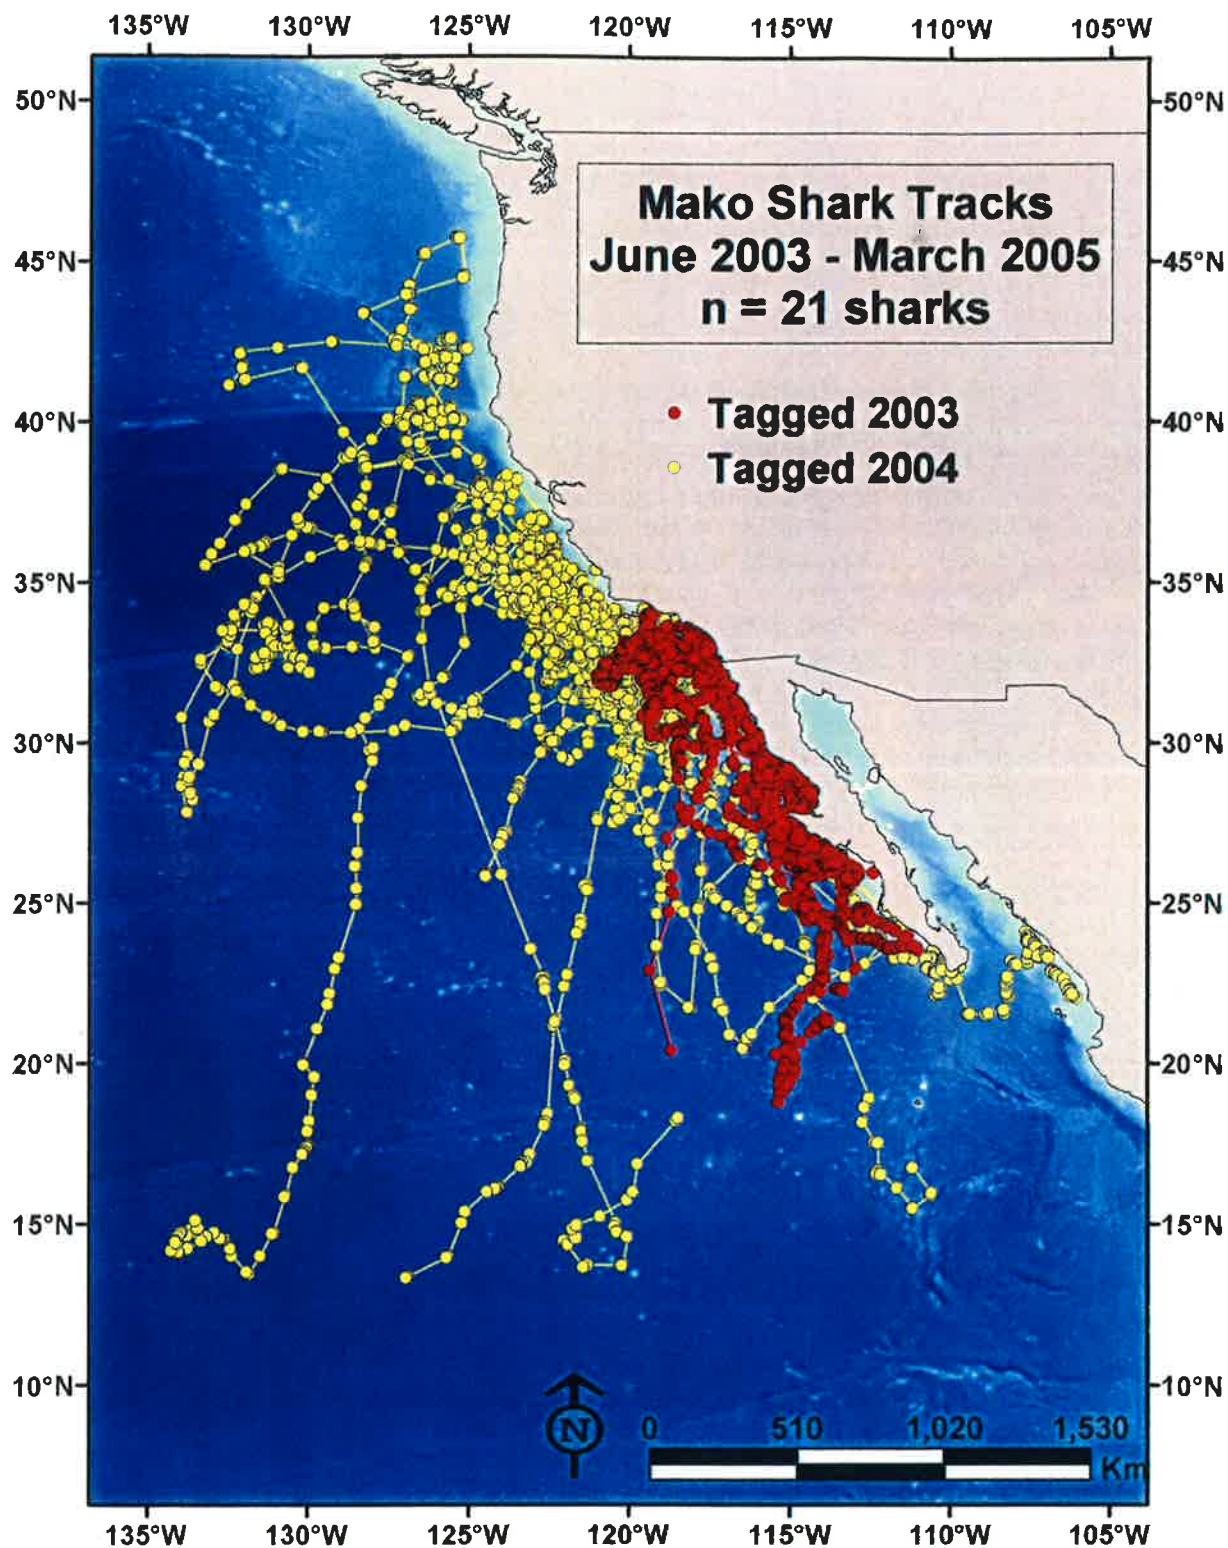 135°W 130°W 125°W 120°W 115°W 110°W 105°W
50°N 50°N
Mako Shark Tracks
June 2003 - March 2005
n = 21 sharks
45°N 45°N
Tagged 2003
40°N 40°N
Tagged 2004
35°N 35°N
30°N 30°N
25°N 25°N
20°N 20°N
15°N 15°N
10°N 10°N
N
0 510 1,020 1,530
Km
135°W 130°W 125°W 120°W 115°W 110°W 105°W